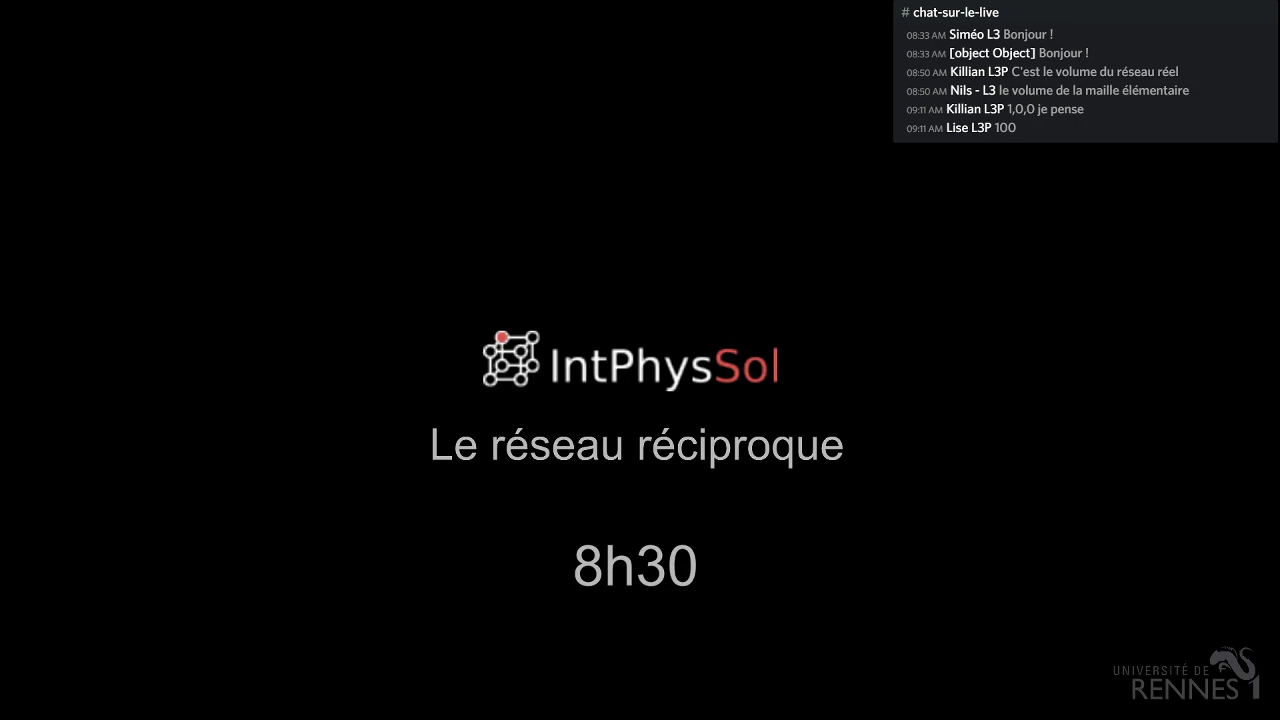 # chat-sur-le-live
08:33 AM Siméo L3 Bonjour !
08:33 AM [object Object] Bonjour !
08:50 AM Killian L3P C'est le volume du réseau réel
08:50 AM Nils - L3 le volume de la maille élémentaire
09:11 AM Killian L3P 1,0,0 je pense
09:11 AM Lise L3P 100
IntPhysSol
Le réseau réciproque
8h30
UNIVERSITÉ DE
RENNES 1